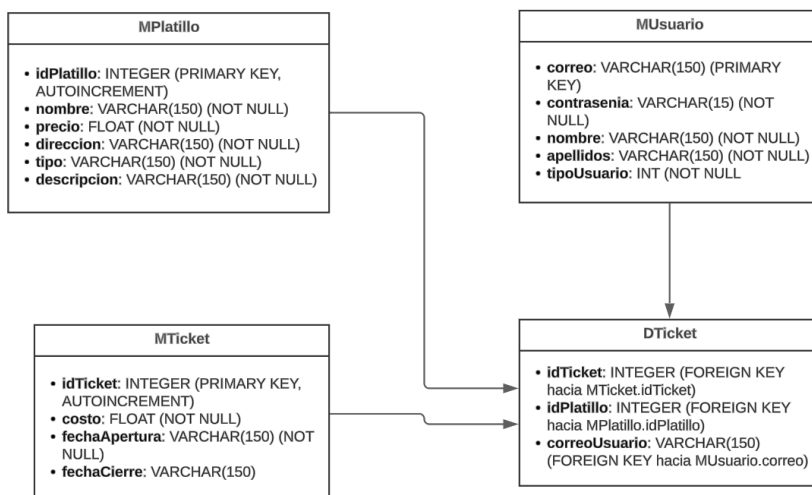 MPlatillo
• idPlatillo: INTEGER (PRIMARY KEY,
AUTOINCREMENT)
• nombre: VARCHAR(150) (NOT NULL)
• precio: FLOAT (NOT NULL)
• direccion: VARCHAR(150) (NOT NULL)
• tipo: VARCHAR(150) (NOT NULL)
• descripcion: VARCHAR(150) (NOT NULL)
MUsuario
• correo: VARCHAR(150) (PRIMARY
KEY)
• contrasenia: VARCHAR(15) (NOT
NULL)
• nombre: VARCHAR(150) (NOT NULL)
• apellidos: VARCHAR(150) (NOT NULL)
• tipoUsuario: INT (NOT NULL
MTicket
• idTicket: INTEGER (PRIMARY KEY,
AUTOINCREMENT)
• costo: FLOAT (NOT NULL)
• fechaApertura: VARCHAR(150) (NOT
NULL)
• fechaCierre: VARCHAR(150)
DTicket
• idTicket: INTEGER (FOREIGN KEY
hacia MTicket.idTicket)
• idPlatillo: INTEGER (FOREIGN KEY
hacia MPlatillo.idPlatillo)
• correoUsuario: VARCHAR(150)
(FOREIGN KEY hacia MUsuario.correo)